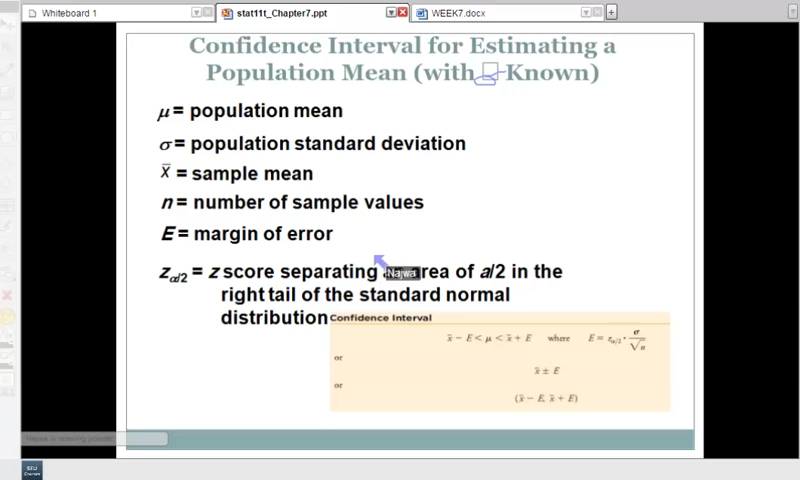 Whiteboard 1
stat11t_Chapter7.ppt
WEEK7.docx
Confidence Interval for Estimating a
Population Mean (with □ Known)
μ = population mean
σ = population standard deviation
x̄ = sample mean
n = number of sample values
E = margin of error
zα/2 = z score separating area of a/2 in the
Najwa
right tail of the standard normal
distribution
Confidence Interval
x̄ − E < μ < x̄ + E where E = zα/2 · σ/√n
or
x̄ ± E
or
(x̄ − E, x̄ + E)
SEU